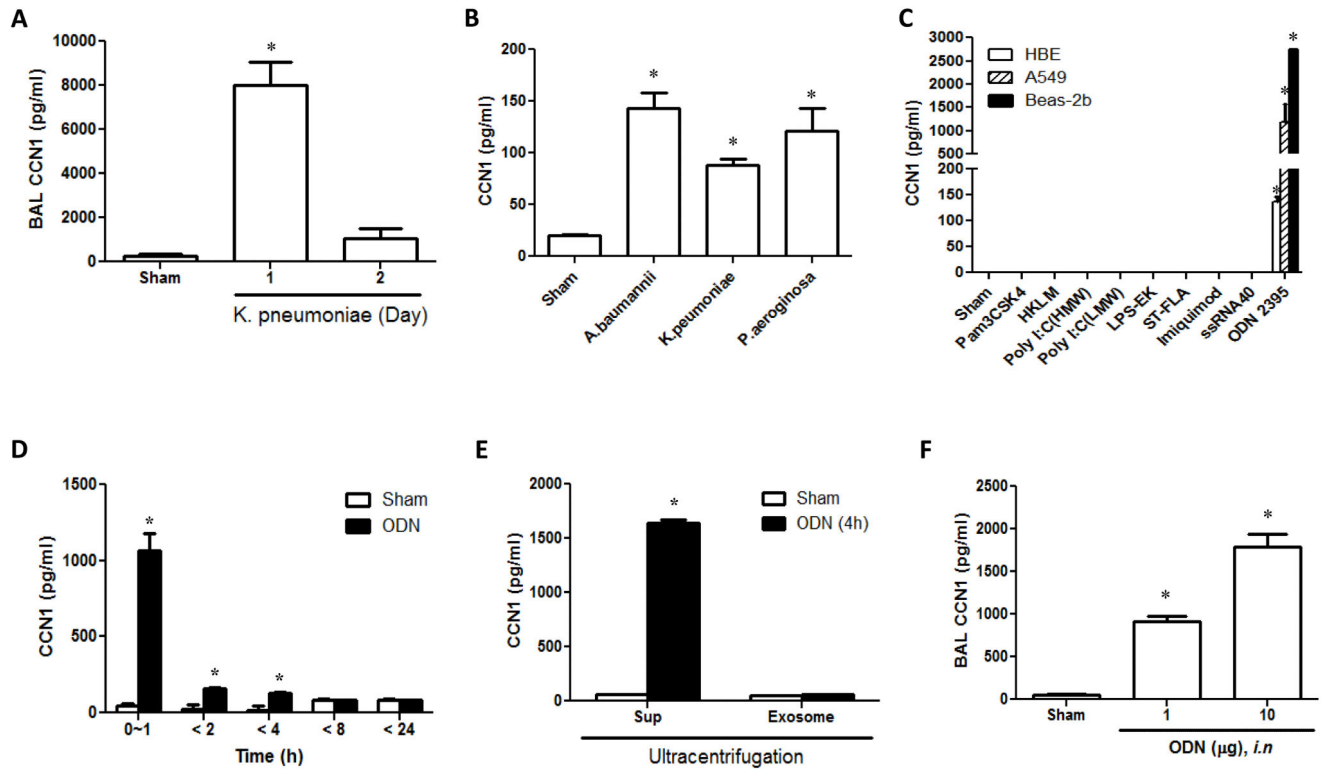 A
BAL CCN1 (pg/ml)
10000
8000
6000
4000
2000
0
*
Sham
1
2
K. pneumoniae (Day)
B
CCN1 (pg/ml)
200
150
100
50
0
*
*
*
Sham
A.baumannii
K.peumoniae
P.aeroginosa
C
CCN1 (pg/ml)
3000
2500
2000
1500
1000
500
200
150
100
50
0
HBE
A549
Beas-2b
*
*
*
Sham
Pam3CSK4
HKLM
Poly I:C(HMW)
Poly I:C(LMW)
LPS-EK
ST-FLA
Imiquimod
ssRNA40
ODN 2395
D
CCN1 (pg/ml)
1500
1000
500
0
Sham
ODN
*
*
*
0~1
< 2
< 4
< 8
< 24
Time (h)
E
CCN1 (pg/ml)
2000
1500
1000
500
0
Sham
ODN (4h)
*
Sup
Exosome
Ultracentrifugation
F
BAL CCN1 (pg/ml)
2500
2000
1500
1000
500
0
*
*
Sham
1
10
ODN (µg), i.n